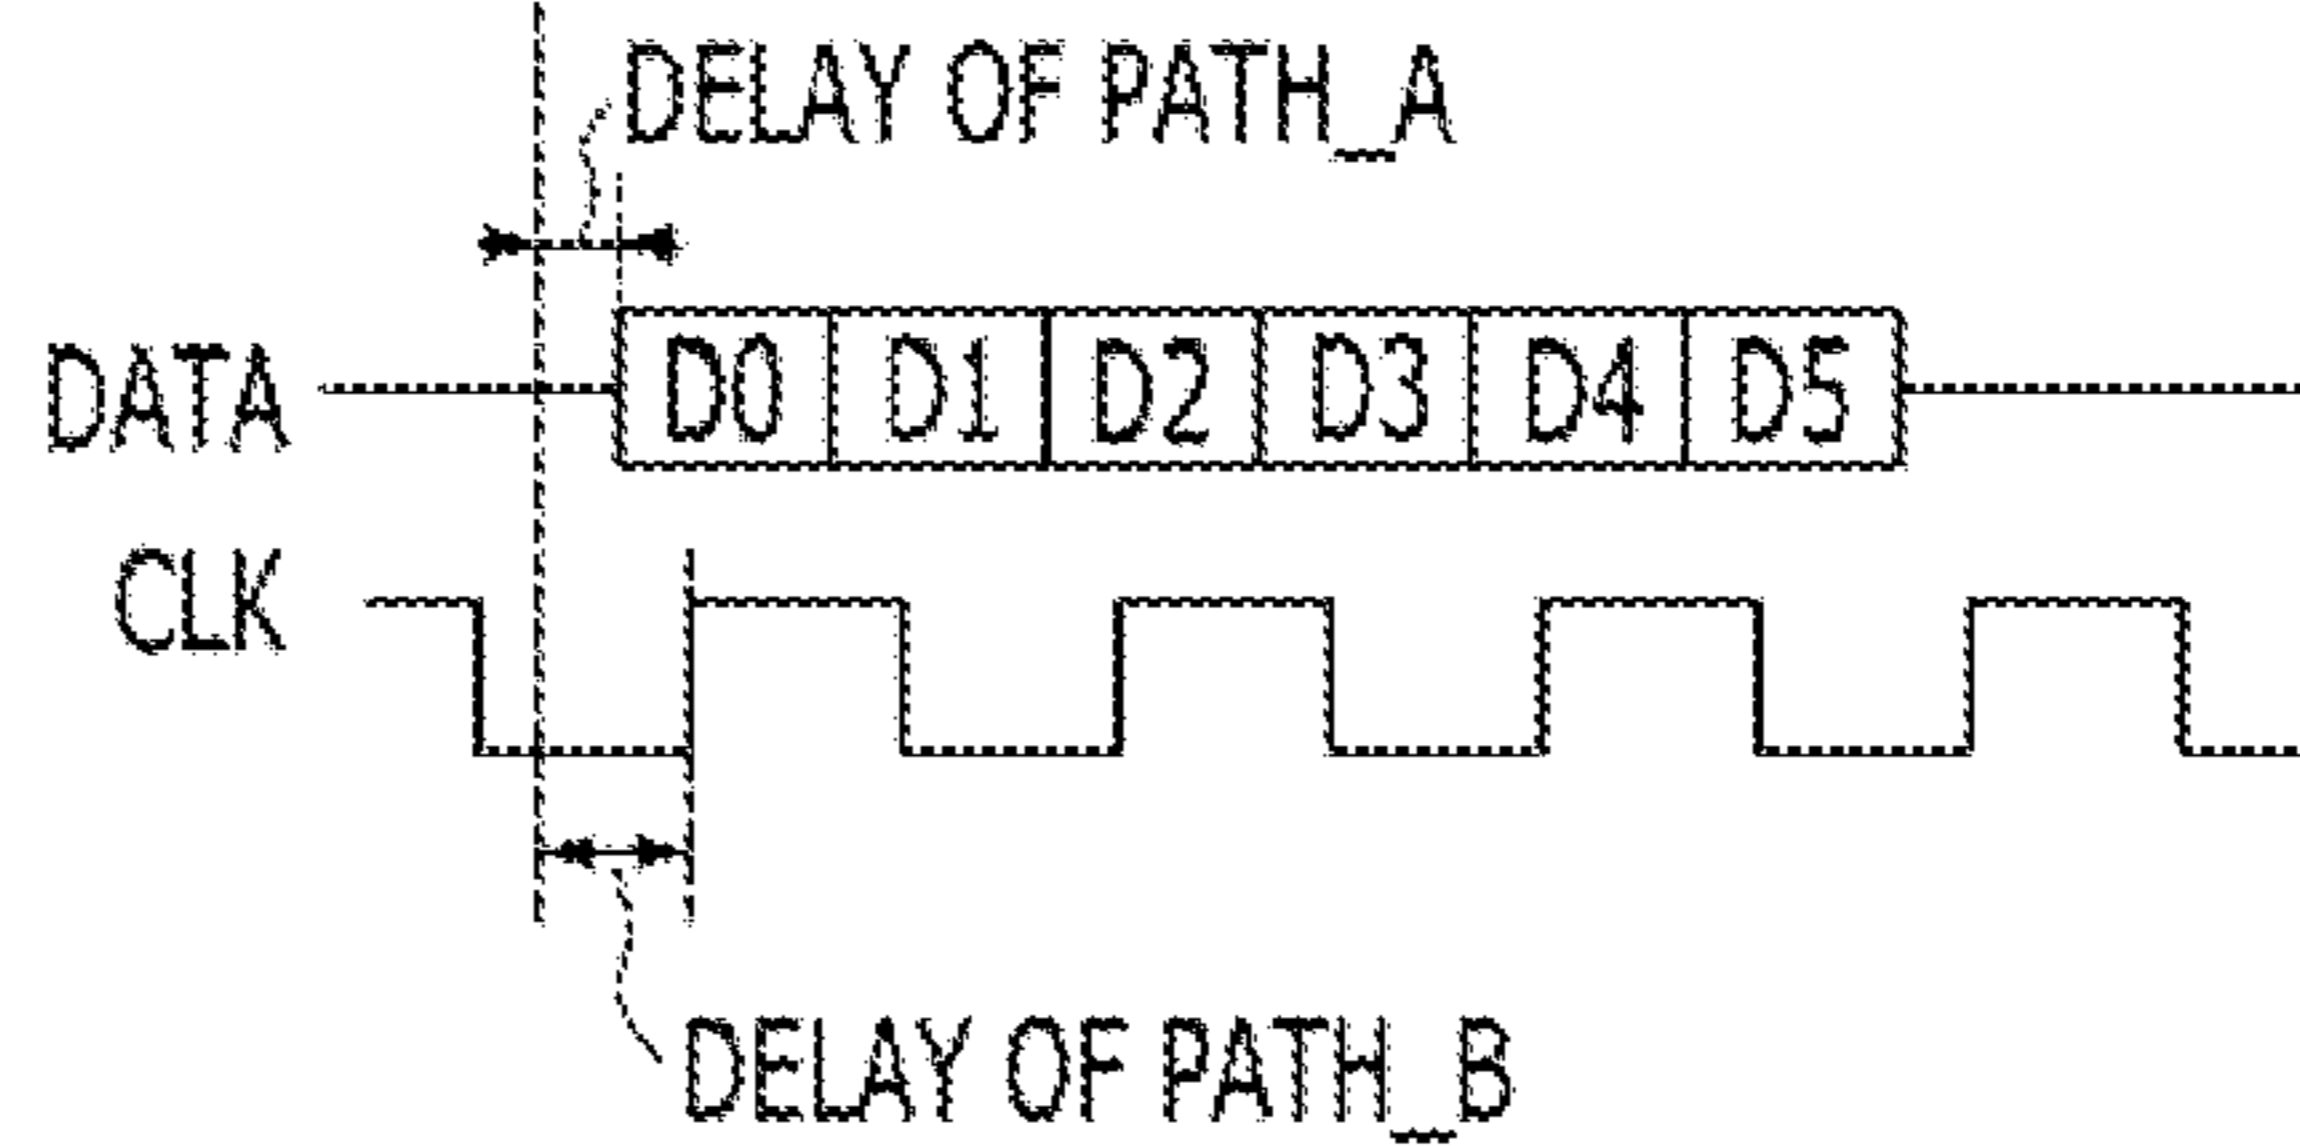 DELAY OF PATH_A
DATA D0 D1 D2 D3 D4 D5
CLK
DELAY OF PATH_B